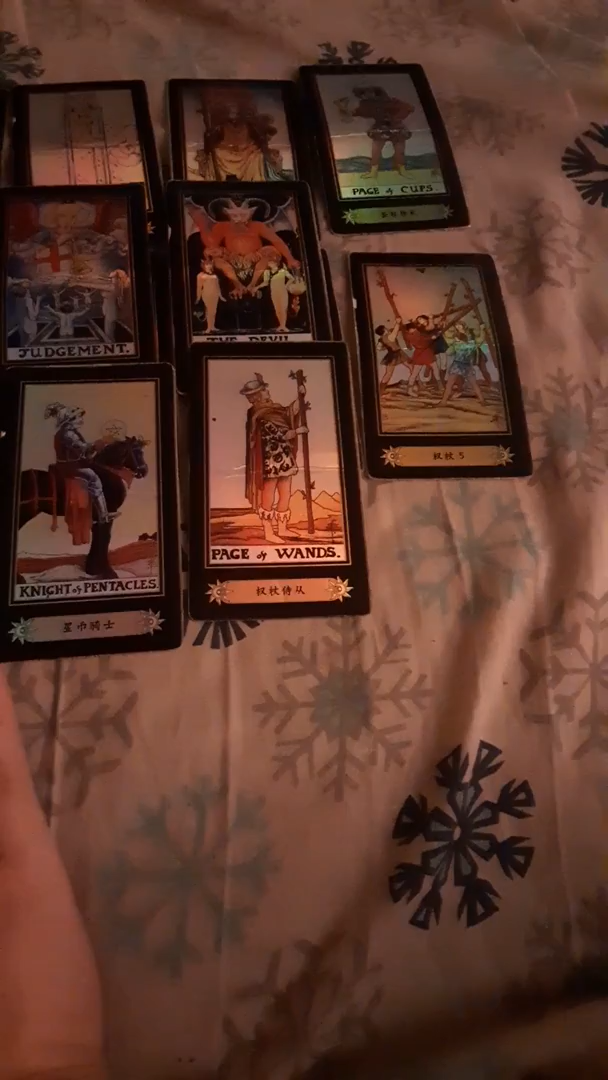 PAGE of CUPS.
JUDGEMENT.
THE DEVIL
权杖 5
PAGE of WANDS.
权杖侍从
KNIGHT of PENTACLES.
星币骑士